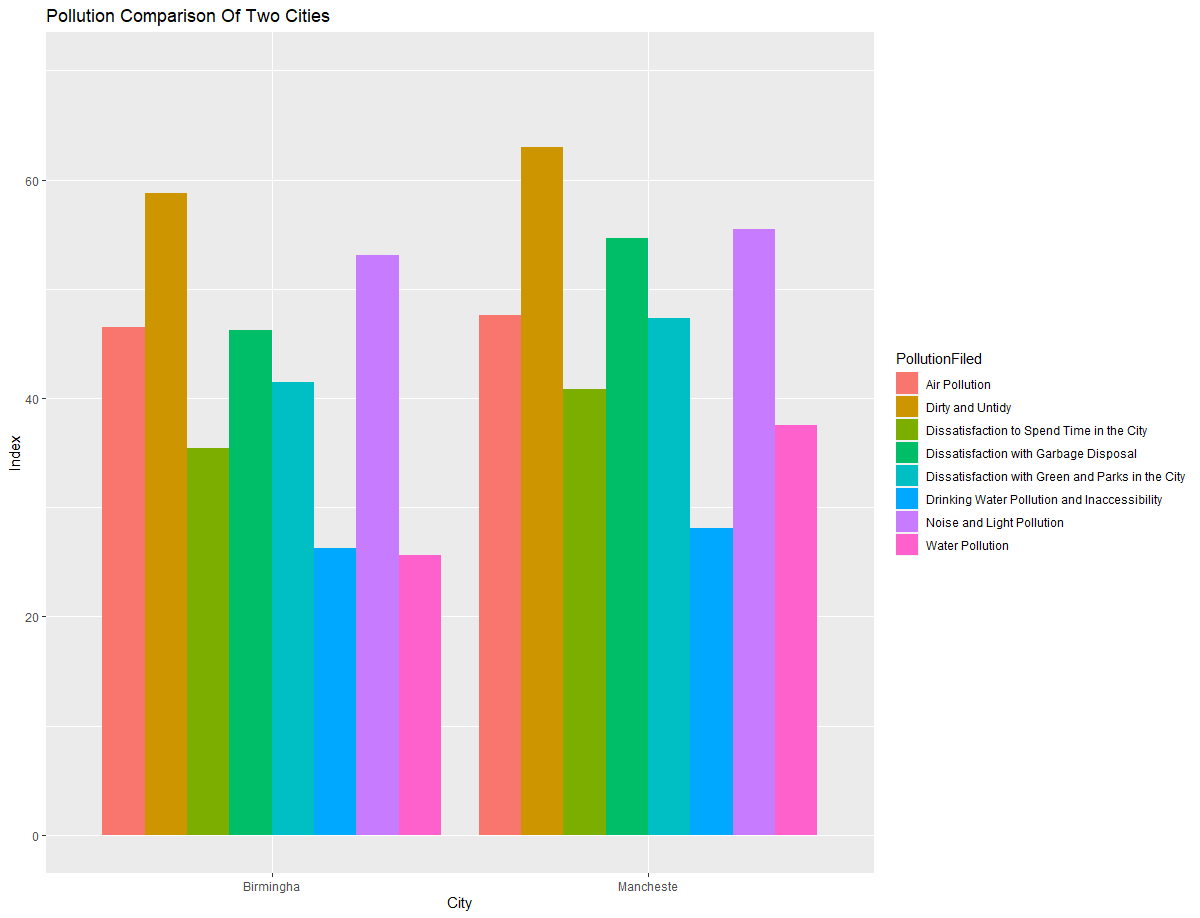 Pollution Comparison Of Two Cities
60
40
20
0
Index
Birmingha
Mancheste
City
PollutionFiled
Air Pollution
Dirty and Untidy
Dissatisfaction to Spend Time in the City
Dissatisfaction with Garbage Disposal
Dissatisfaction with Green and Parks in the City
Drinking Water Pollution and Inaccessibility
Noise and Light Pollution
Water Pollution